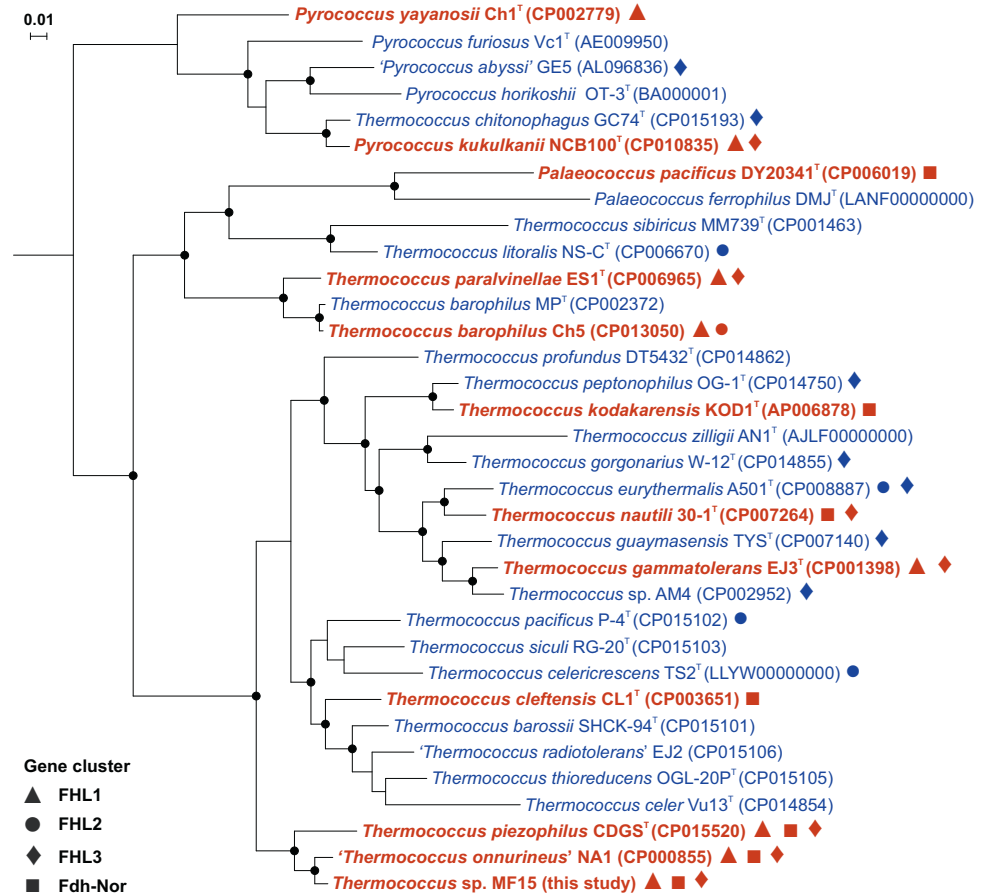 0.01
Pyrococcus yayanosii Ch1T (CP002779)
Pyrococcus furiosus Vc1T (AE009950)
‘Pyrococcus abyssi’ GE5 (AL096836)
Pyrococcus horikoshii OT-3T (BA000001)
Thermococcus chitonophagus GC74T (CP015193)
Pyrococcus kukulkanii NCB100T (CP010835)
Palaeococcus pacificus DY20341T (CP006019)
Palaeococcus ferrophilus DMJT (LANF00000000)
Thermococcus sibiricus MM739T (CP001463)
Thermococcus litoralis NS-CT (CP006670)
Thermococcus paralvinellae ES1T (CP006965)
Thermococcus barophilus MPT (CP002372)
Thermococcus barophilus Ch5 (CP013050)
Thermococcus profundus DT5432T (CP014862)
Thermococcus peptonophilus OG-1T (CP014750)
Thermococcus kodakarensis KOD1T (AP006878)
Thermococcus zilligii AN1T (AJLF00000000)
Thermococcus gorgonarius W-12T (CP014855)
Thermococcus eurythermalis A501T (CP008887)
Thermococcus nautili 30-1T (CP007264)
Thermococcus guaymasensis TYST (CP007140)
Thermococcus gammatolerans EJ3T (CP001398)
Thermococcus sp. AM4 (CP002952)
Thermococcus pacificus P-4T (CP015102)
Thermococcus siculi RG-20T (CP015103)
Thermococcus celericrescens TS2T (LLYW00000000)
Thermococcus cleftensis CL1T (CP003651)
Thermococcus barossii SHCK-94T (CP015101)
‘Thermococcus radiotolerans’ EJ2 (CP015106)
Thermococcus thioreducens OGL-20PT (CP015105)
Thermococcus celer Vu13T (CP014854)
Thermococcus piezophilus CDGST (CP015520)
‘Thermococcus onnurineus’ NA1 (CP000855)
Thermococcus sp. MF15 (this study)
Gene cluster
FHL1
FHL2
FHL3
Fdh-Nor